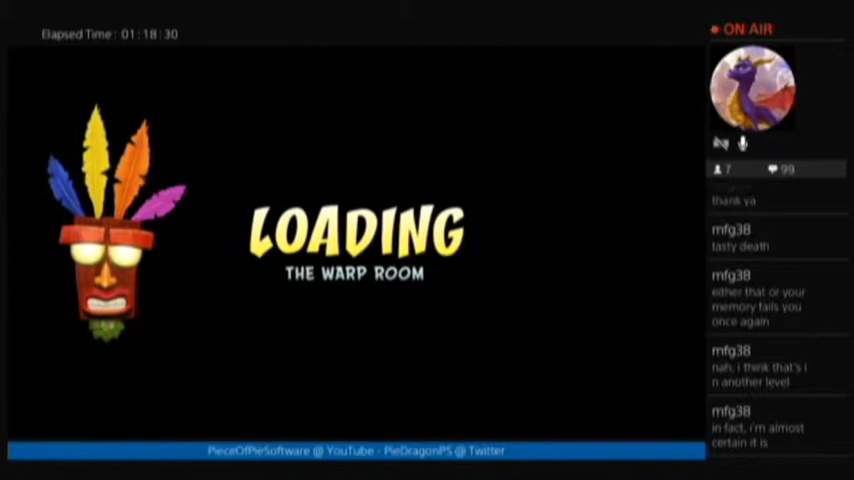 Elapsed Time: 01:18:30
ON AIR
7 99
thank ya
mfg38
tasty death
mfg38
either that or your
memory fails you
once again
mfg38
nah, i think that's i
n another level
mfg38
in fact, i'm almost
certain it is
LOADING
THE WARP ROOM
PieceOfPieSoftware @ YouTube - PieDragonPS @ Twitter